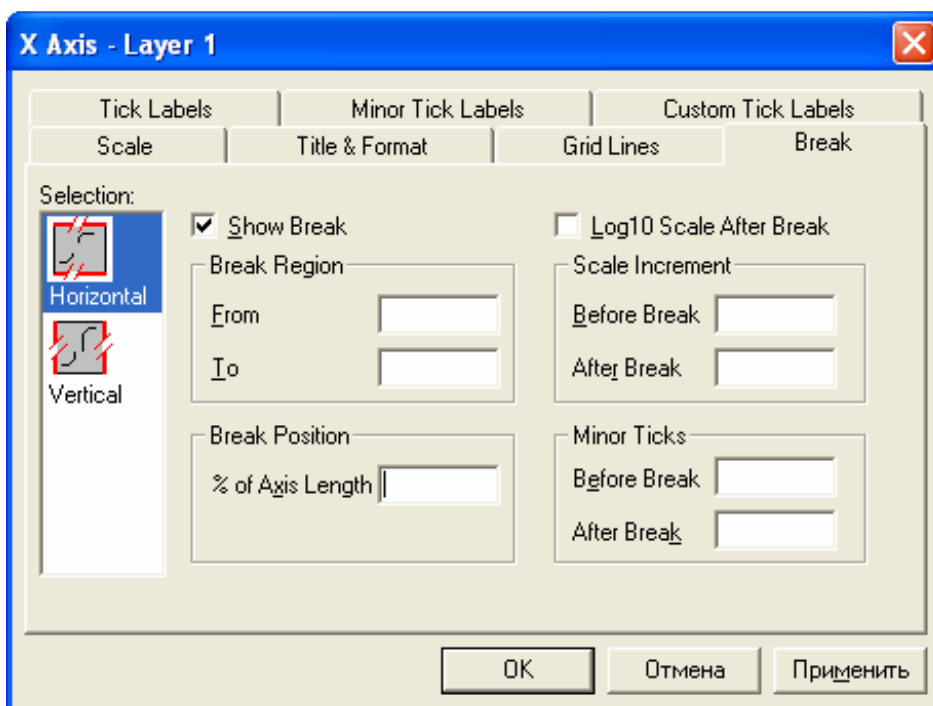 X Axis - Layer 1
Tick Labels
Minor Tick Labels
Custom Tick Labels
Scale
Title & Format
Grid Lines
Break
Selection:
Horizontal
Vertical
Show Break
Log10 Scale After Break
Break Region
From
To
Scale Increment
Before Break
After Break
Break Position
% of Axis Length
Minor Ticks
Before Break
After Break
OK
Отмена
Применить